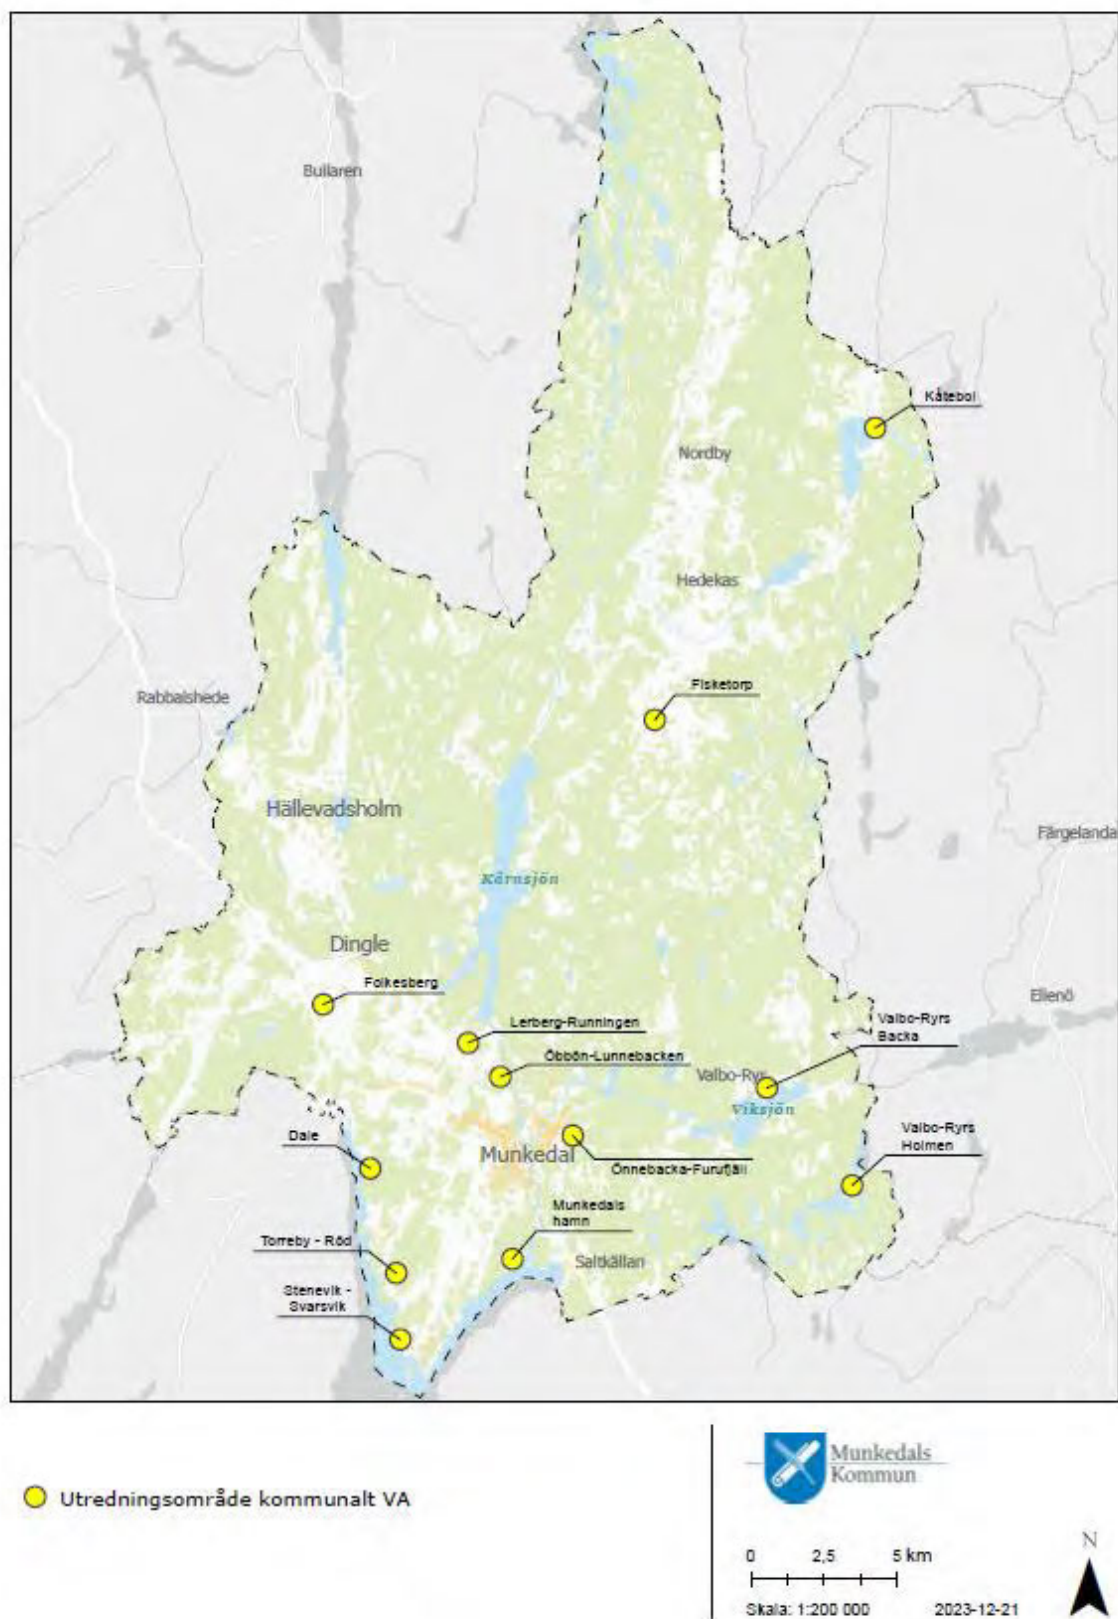 Bullaren
Kåtebol
Nordby
Hedekas
Fisketorp
Rabbalshede
Hällevadsholm
Färgelanda
Kärnsjön
Dingle
Folkesberg
Ellenö
Lerberg-Runningen
Valbo-Ryrs
Backa
Öbbön-Lunnebacken
Valbo-Ryr
Viksjön
Dale
Munkedal
Valbo-Ryrs
Holmen
Önnebacka-Furufjäll
Munkedals
hamn
Torreby - Röd
Saltkällan
Stenevik -
Svarsvik
Utredningsområde kommunalt VA
Munkedals
Kommun
N
0 2,5 5 km
Skala: 1:200 000 2023-12-21